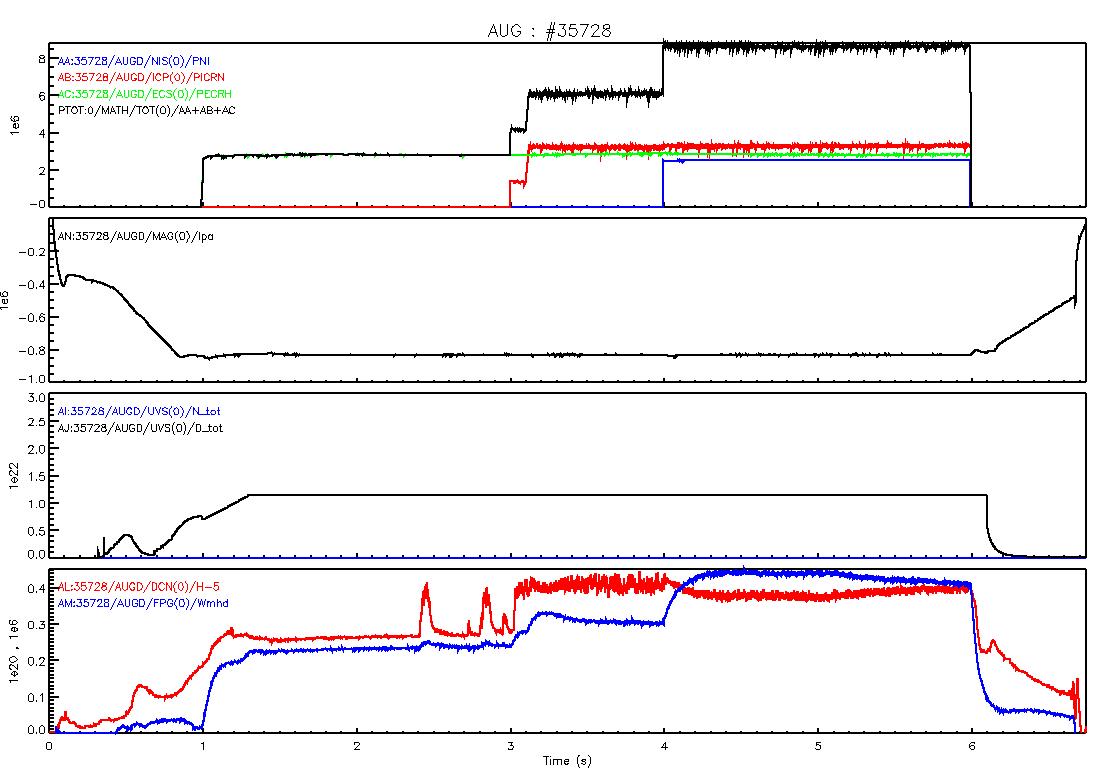 AUG : #35728
AA:35728/AUGD/NIS(0)/PNI
AB:35728/AUGD/ICP(0)/PICRN
AC:35728/AUGD/ECS(0)/PECRH
PTOT:0/MATH/TOT(0)/AA+AB+AC
8
6
4
2
-0
1e6
AN:35728/AUGD/MAG(0)/Ipa
-0.2
-0.4
-0.6
-0.8
-1.0
1e6
AI:35728/AUGD/UVS(0)/N_tot
AJ:35728/AUGD/UVS(0)/D_tot
3.0
2.5
2.0
1.5
1.0
0.5
0.0
1e22
AL:35728/AUGD/DCN(0)/H-5
AM:35728/AUGD/FPG(0)/Wmhd
0.4
0.3
0.2
0.1
0.0
1e20 , 1e6
0 1 2 3 4 5 6
Time (s)